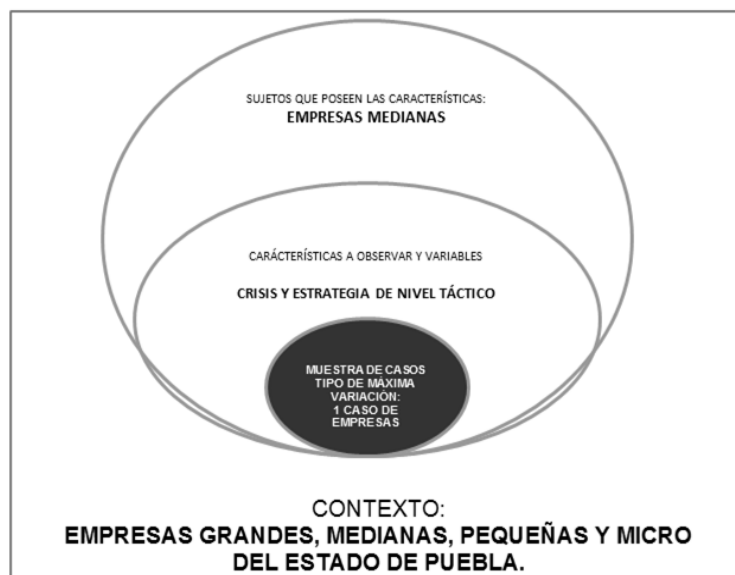 SUJETOS QUE POSEEN LAS CARACTERÍSTICAS:
EMPRESAS MEDIANAS
CARÁCTERÍSTICAS A OBSERVAR Y VARIABLES
CRISIS Y ESTRATEGIA DE NIVEL TÁCTICO
MUESTRA DE CASOS
TIPO DE MÁXIMA
VARIACIÓN:
1 CASO DE
EMPRESAS
CONTEXTO:
EMPRESAS GRANDES, MEDIANAS, PEQUEÑAS Y MICRO
DEL ESTADO DE PUEBLA.